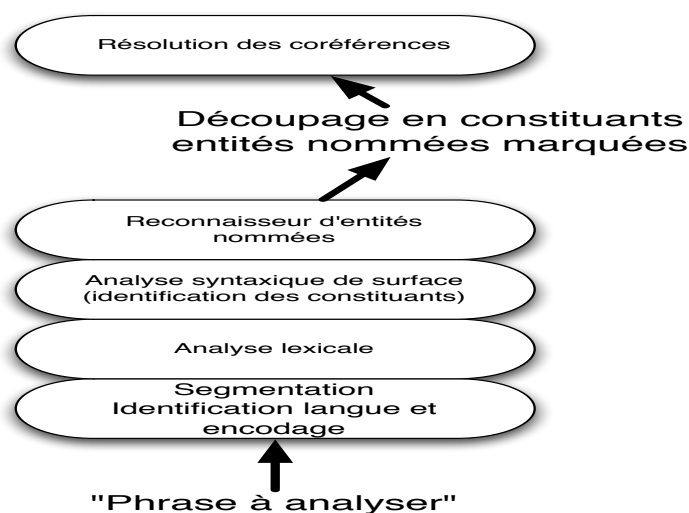 Résolution des coréférences
Découpage en constituants
entités nommées marquées
Reconnaisseur d'entités
nommées
Analyse syntaxique de surface
(identification des constituants)
Analyse lexicale
Segmentation
Identification langue et
encodage
"Phrase à analyser"